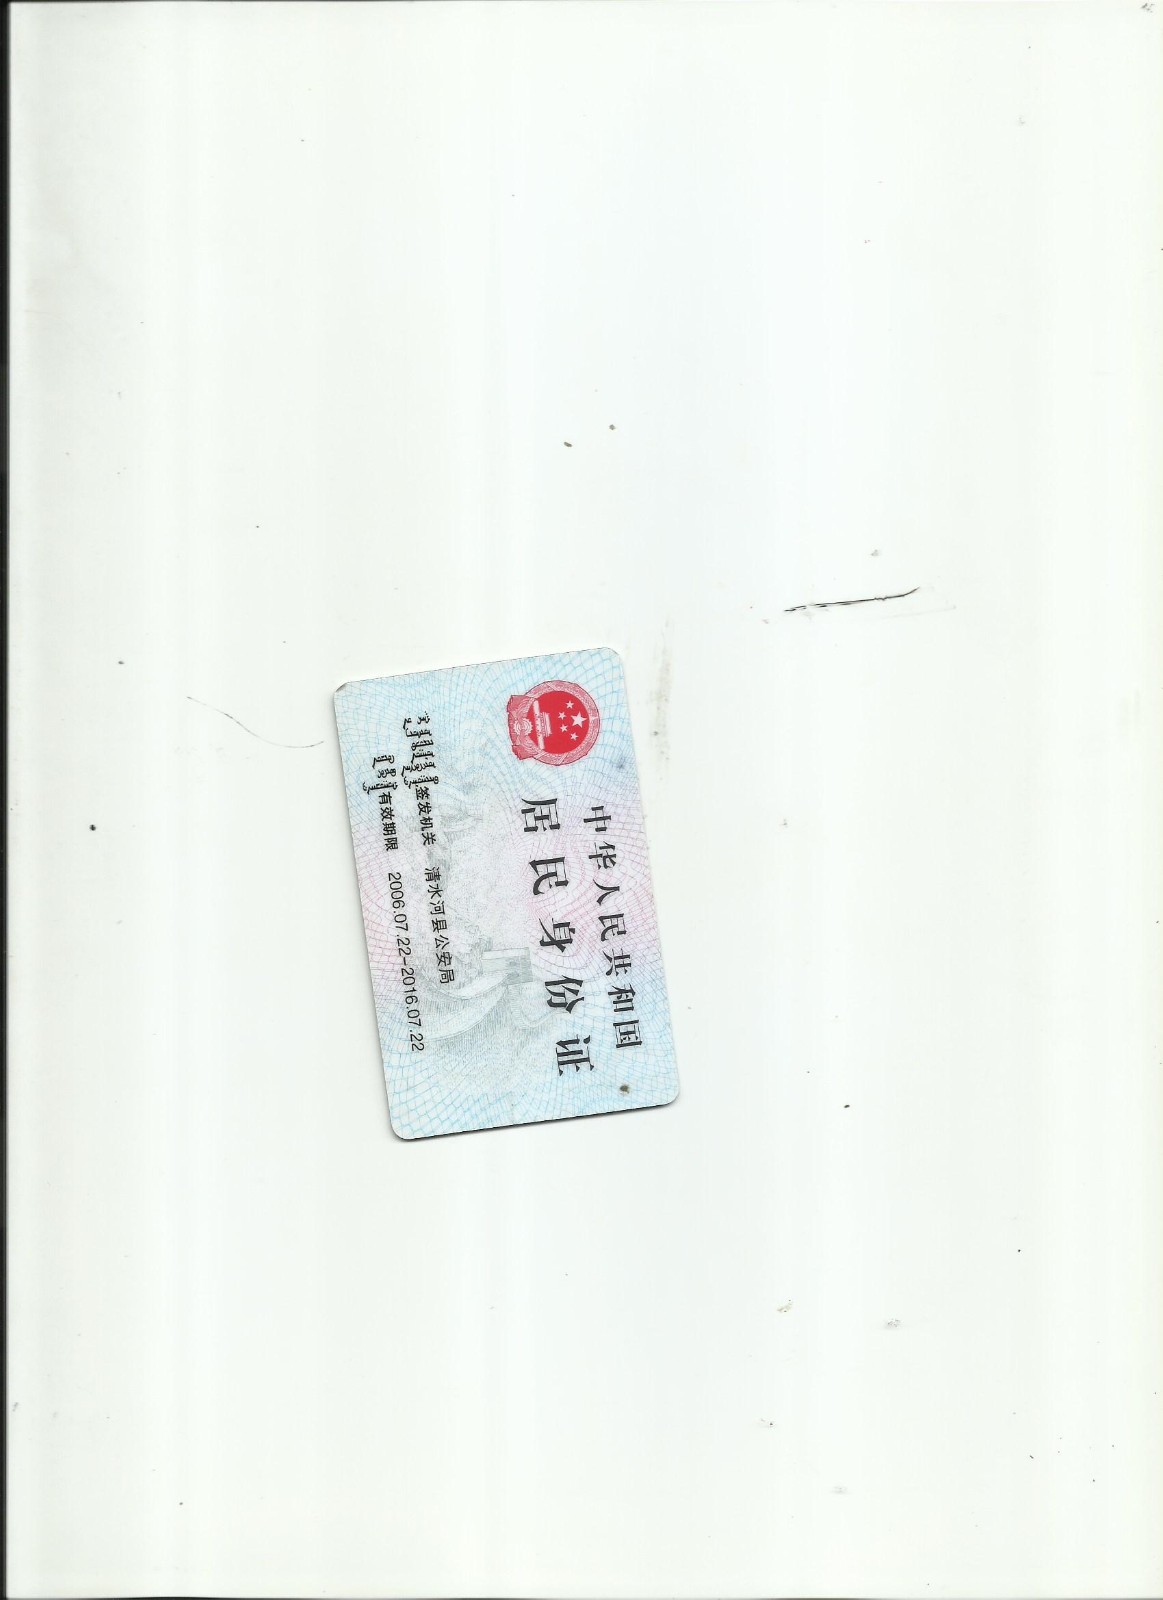 中华人民共和国
居民身份证
签发机关 清水河县公安局
有效期限 2006.07.22-2016.07.22